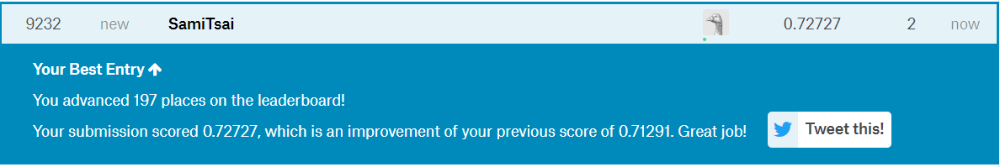 9232 new SamiTsai 0.72727 2 now
Your Best Entry
You advanced 197 places on the leaderboard!
Your submission scored 0.72727, which is an improvement of your previous score of 0.71291. Great job! Tweet this!